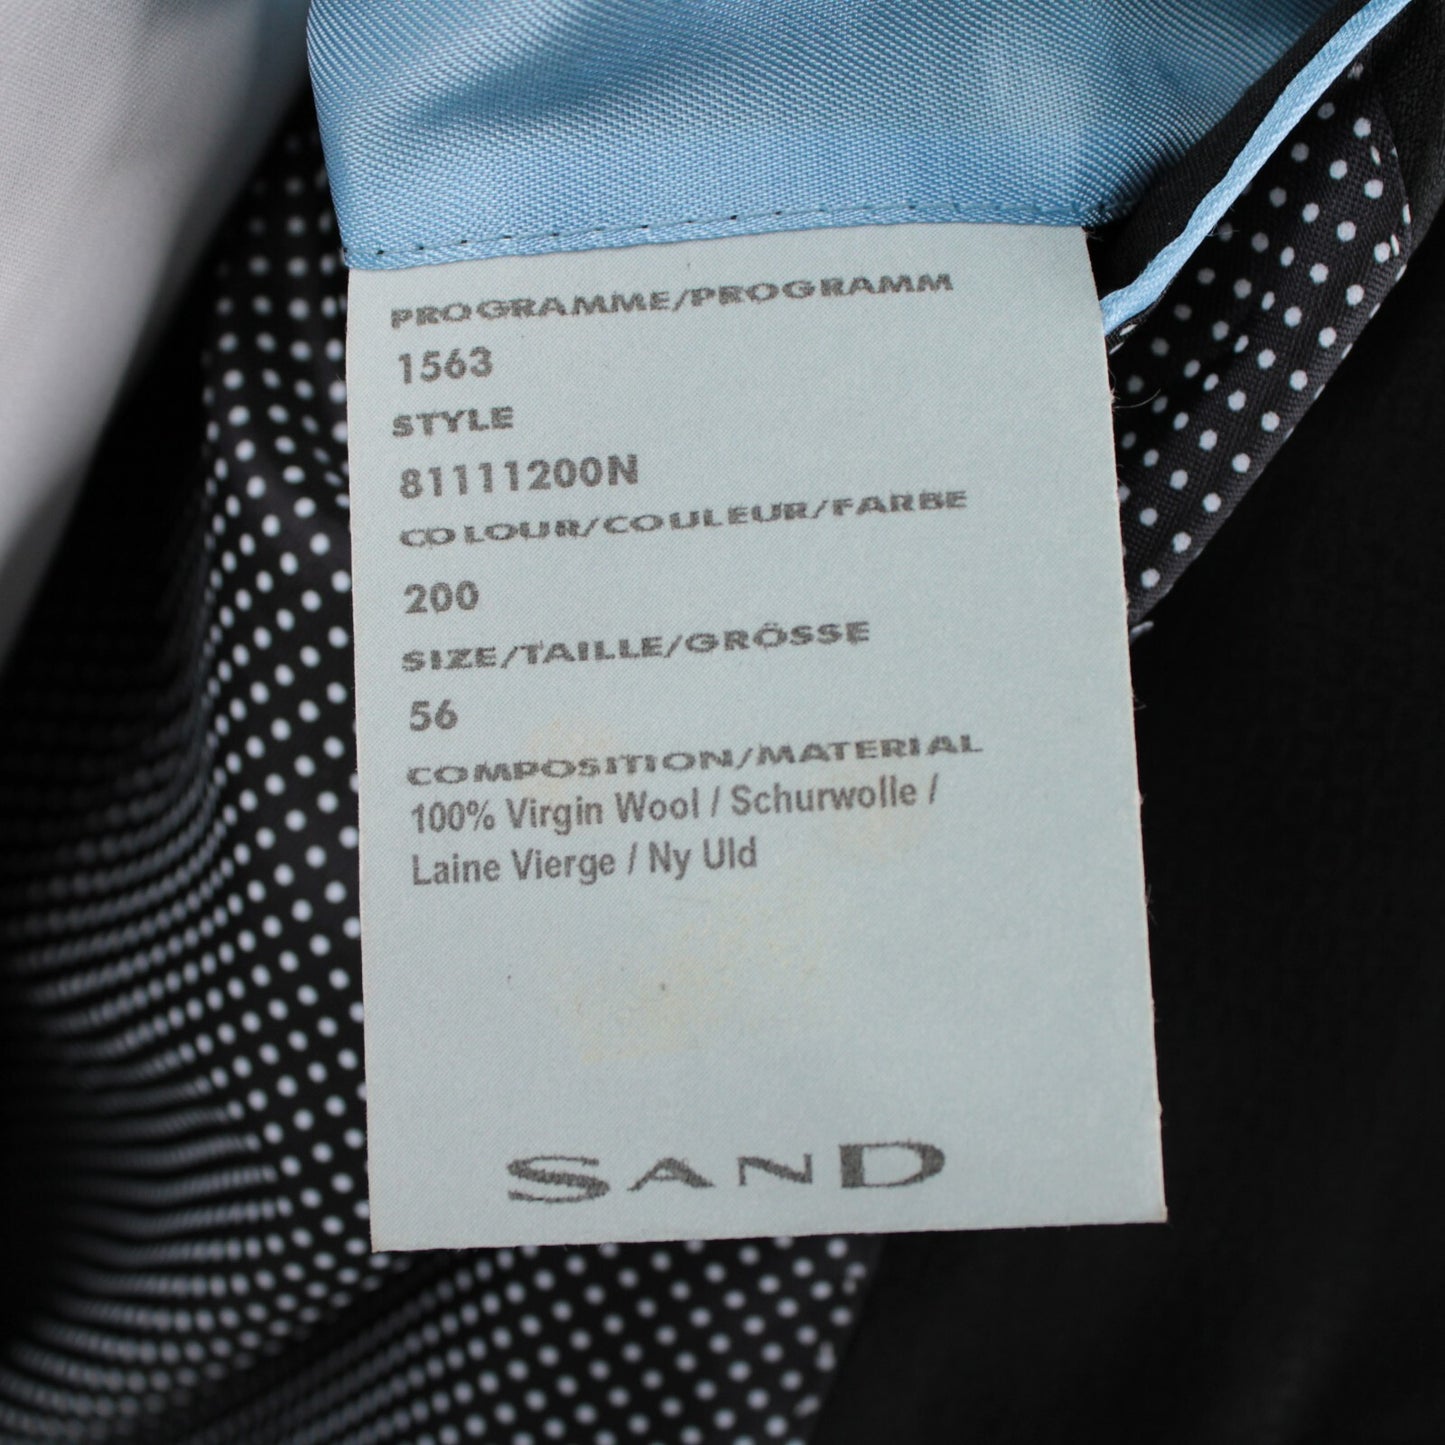 PROGRAMME/PROGRAMM
1563
STYLE
81111200N
COLOUR/COULEUR/FARBE
200
SIZE/TAILLE/GRÖSSE
56
COMPOSITION/MATERIAL
100% Virgin Wool / Schurwolle /
Laine Vierge / Ny Uld
SAND